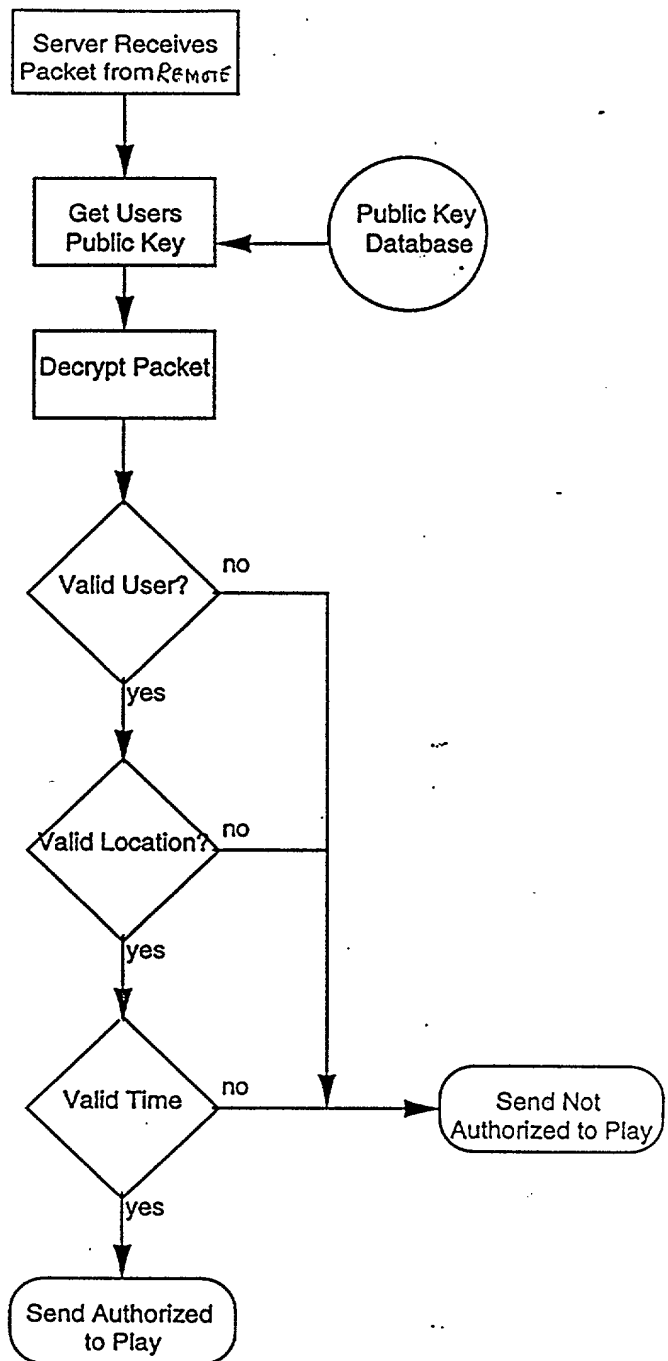 Server Receives
Packet from REMOTE
Get Users
Public Key
Public Key
Database
Decrypt Packet
Valid User?
no
yes
Valid Location?
no
yes
Valid Time
no
Send Not
Authorized to Play
yes
Send Authorized
to Play